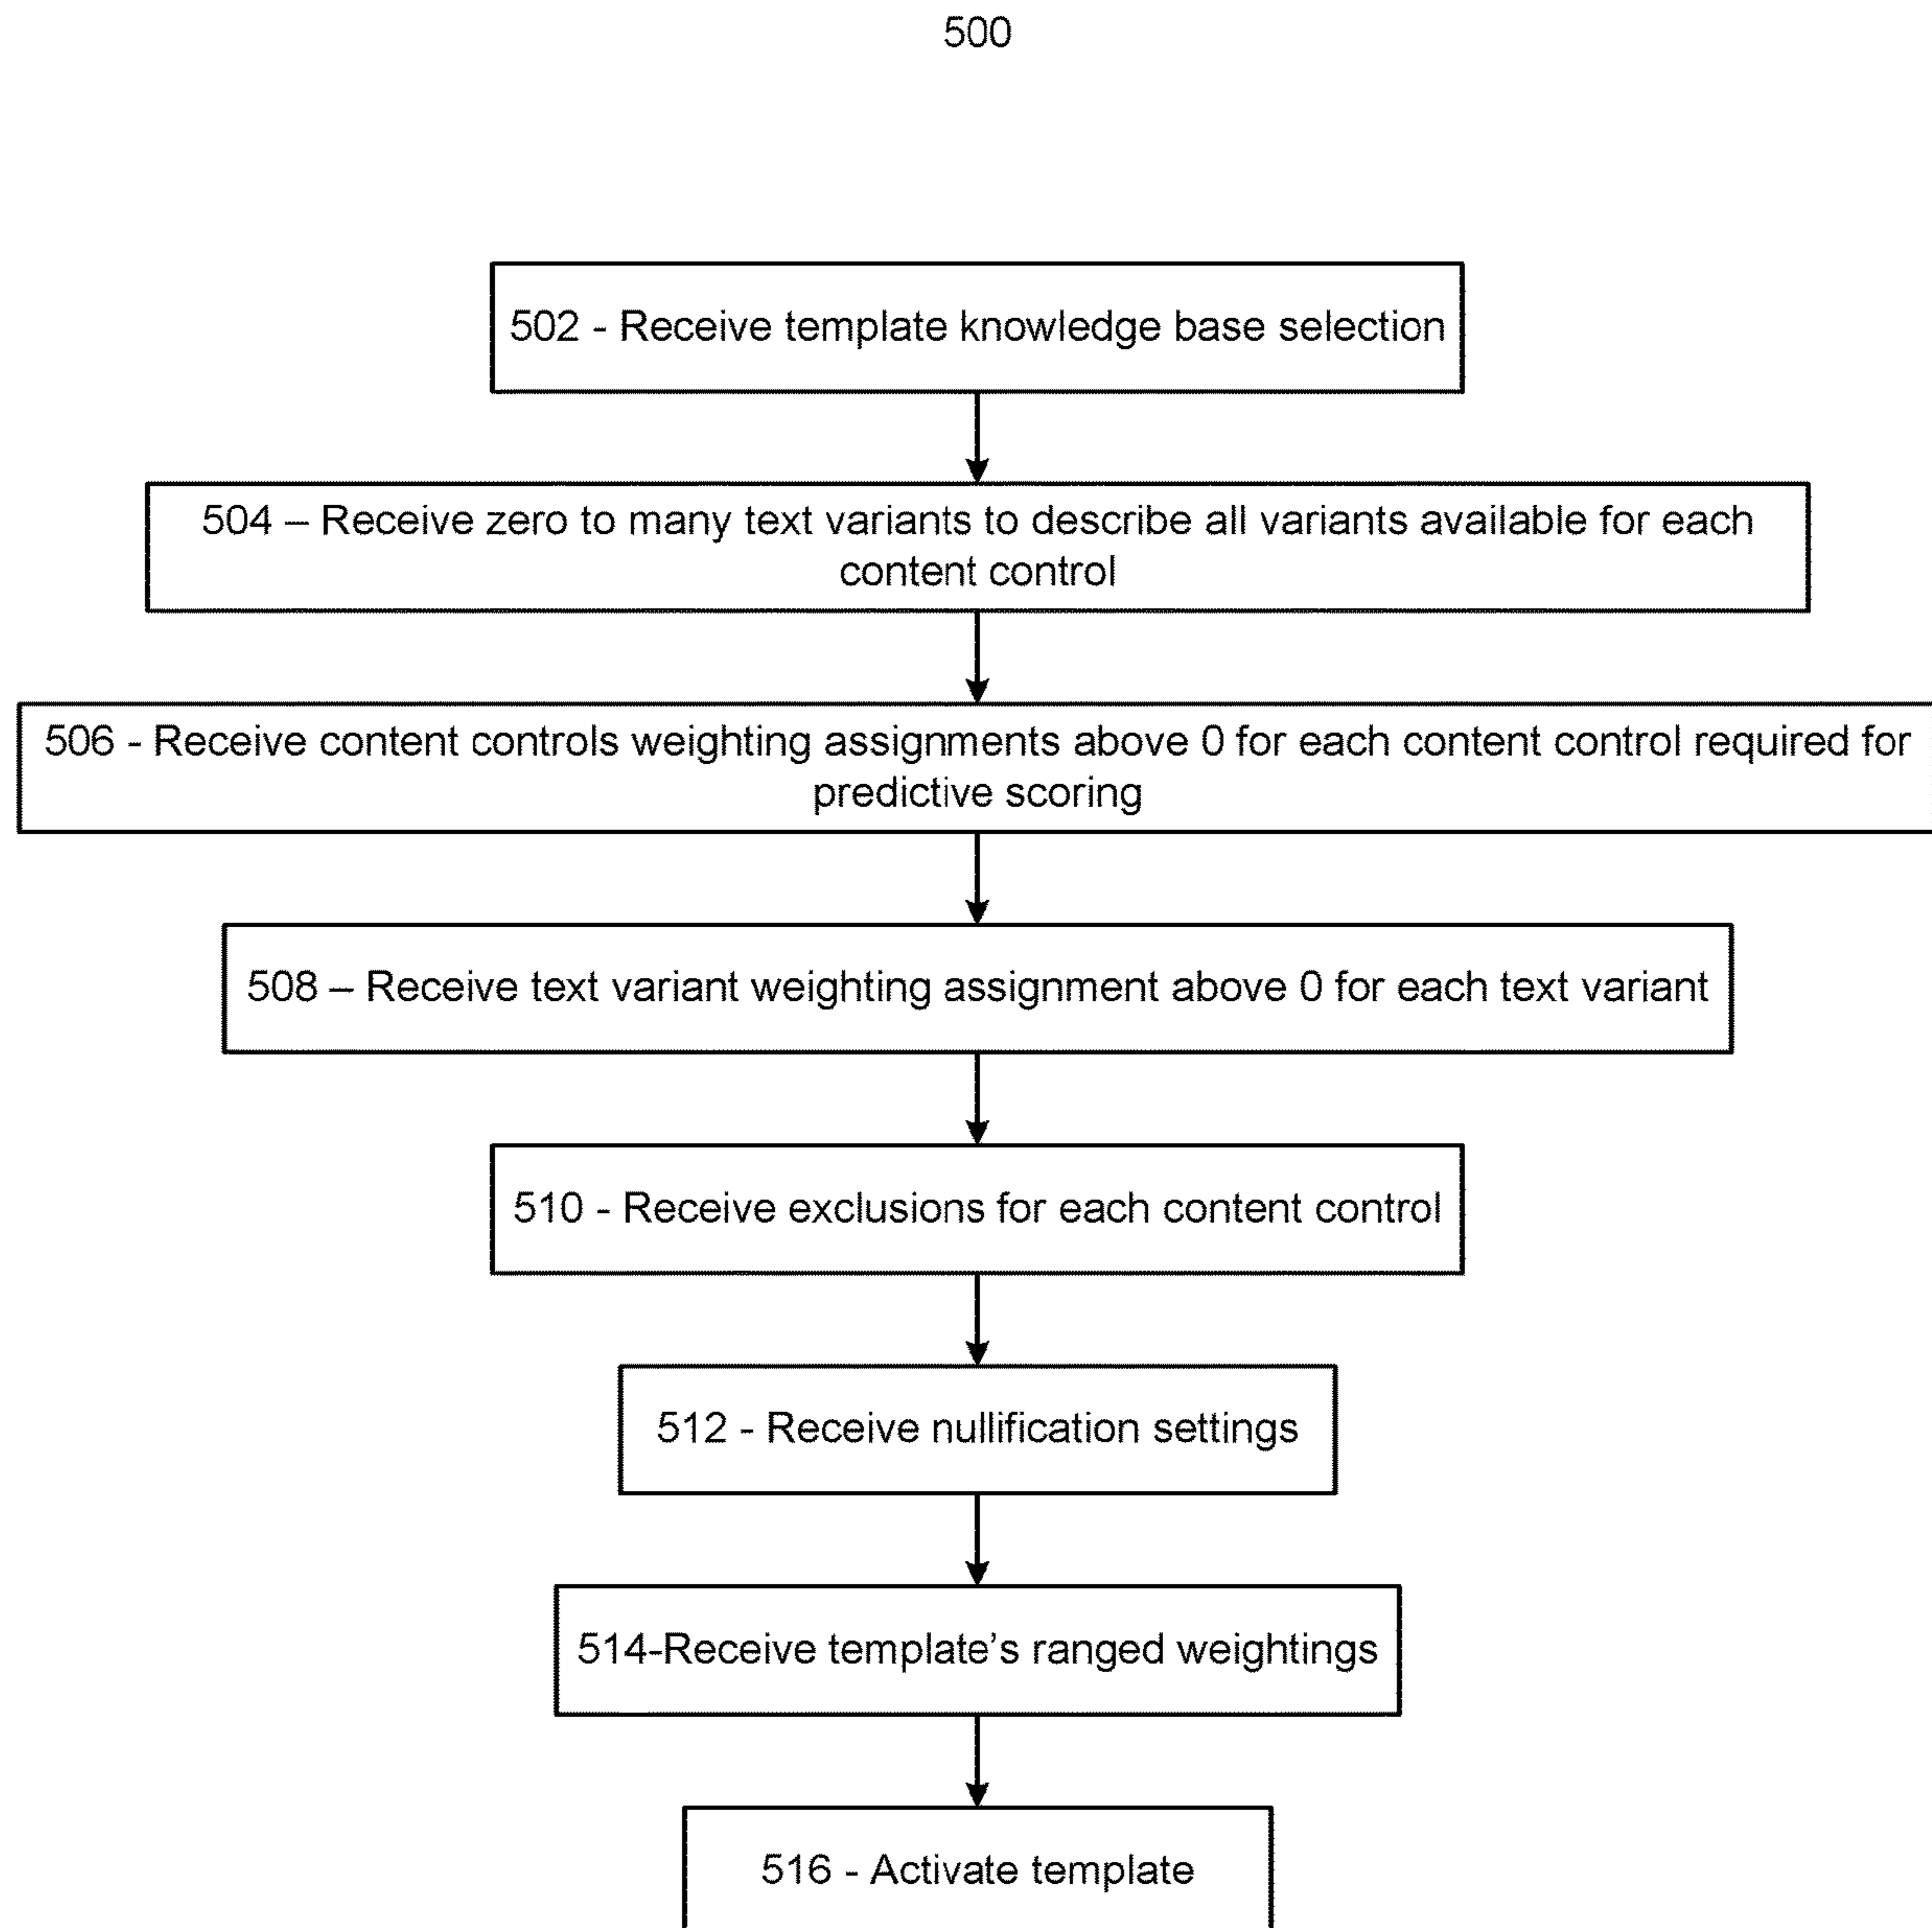 500
502 - Receive template knowledge base selection
504 – Receive zero to many text variants to describe all variants available for each
content control
506 - Receive content controls weighting assignments above 0 for each content control required for
predictive scoring
508 – Receive text variant weighting assignment above 0 for each text variant
510 - Receive exclusions for each content control
512 - Receive nullification settings
514-Receive template’s ranged weightings
516 - Activate template